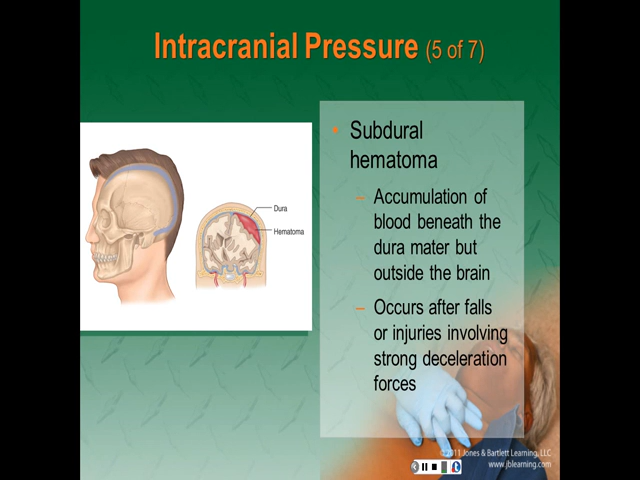 Intracranial Pressure (5 of 7)
• Subdural
hematoma
– Accumulation of
blood beneath the
dura mater but
outside the brain
– Occurs after falls
or injuries involving
strong deceleration
forces
Dura
Hematoma
© 2011 Jones & Bartlett Learning, LLC
www.jblearning.com